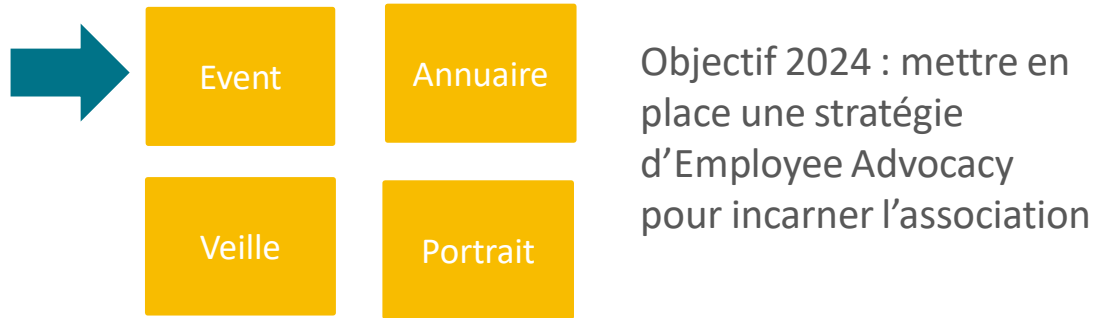 Event
Annuaire
Veille
Portrait
Objectif 2024 : mettre en
place une stratégie
d’Employee Advocacy
pour incarner l’association